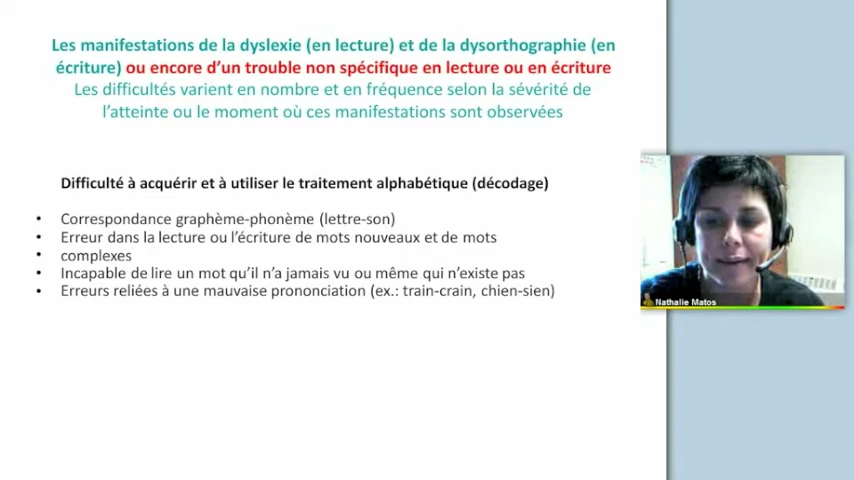 Les manifestations de la dyslexie (en lecture) et de la dysorthographie (en
écriture) ou encore d'un trouble non spécifique en lecture ou en écriture
Les difficultés varient en nombre et en fréquence selon la sévérité de
l'atteinte ou le moment où ces manifestations sont observées
Difficulté à acquérir et à utiliser le traitement alphabétique (décodage)
• Correspondance graphème-phonème (lettre-son)
• Erreur dans la lecture ou l'écriture de mots nouveaux et de mots
• complexes
• Incapable de lire un mot qu'il n'a jamais vu ou même qui n'existe pas
• Erreurs reliées à une mauvaise prononciation (ex.: train-crain, chien-sien)
Nathalie Matos